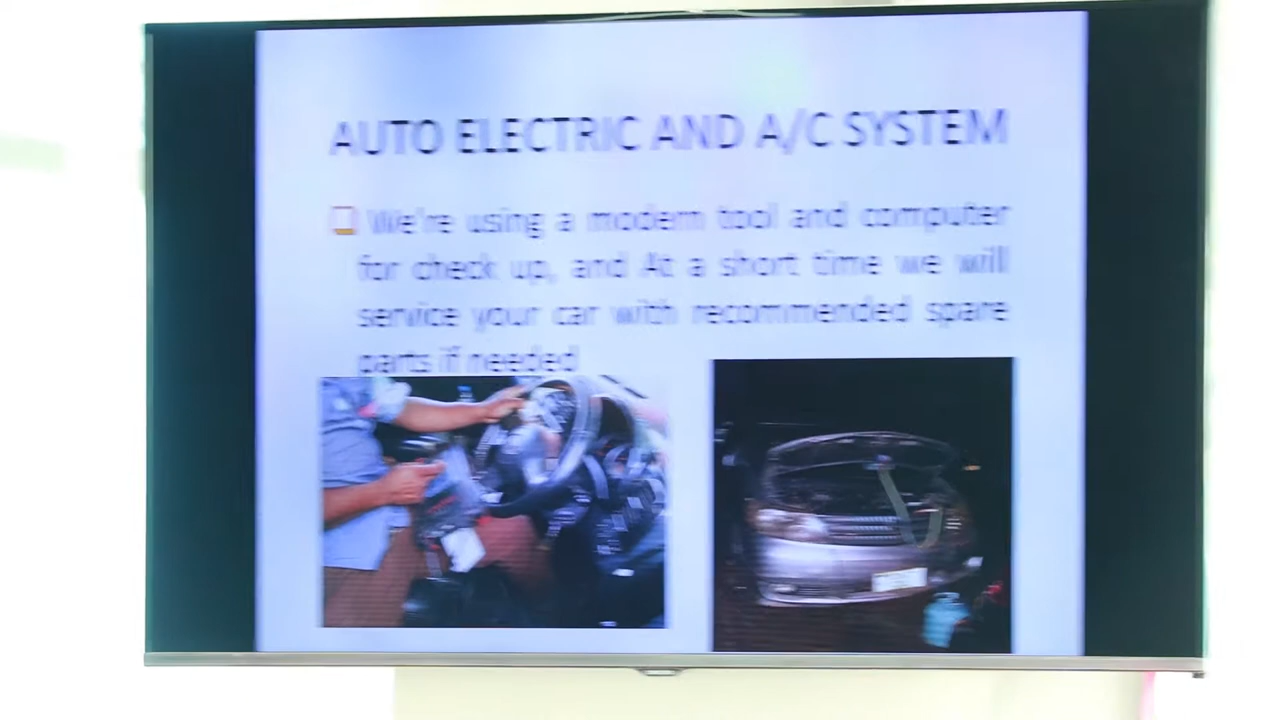 AUTO ELECTRIC AND A/C SYSTEM
We're using a modern tool and computer
for check up, and At a short time we will
service your car with recommended spare
parts if needed